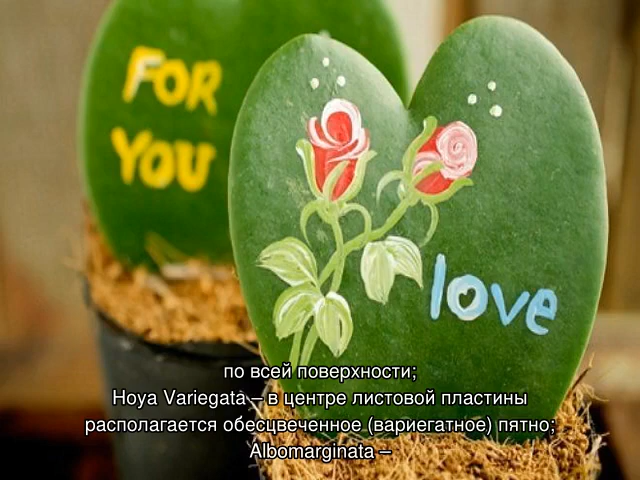 FOR
YOU
love
по всей поверхности;
Hoya Variegata – в центре листовой пластины
располагается обесцвеченное (вариегатное) пятно;
Albomarginata –